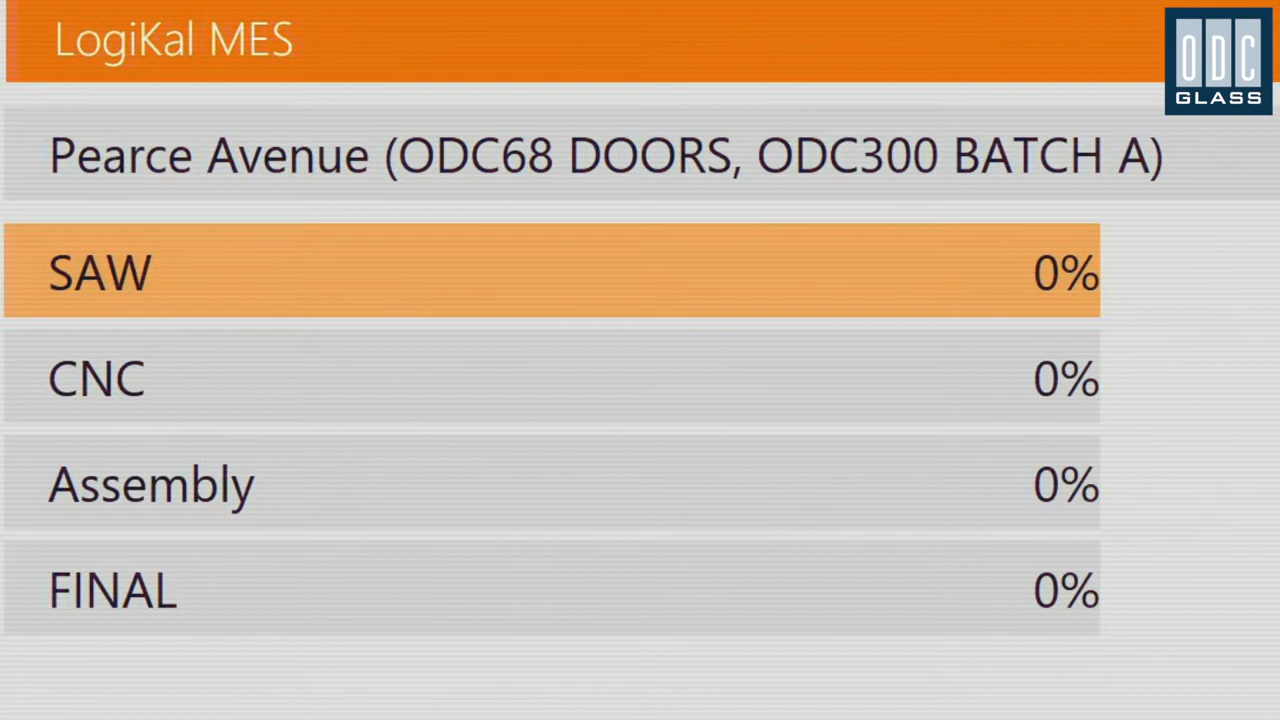 LogiKal MES
ODC
GLASS
Pearce Avenue (ODC68 DOORS, ODC300 BATCH A)
SAW 0%
CNC 0%
Assembly 0%
FINAL 0%